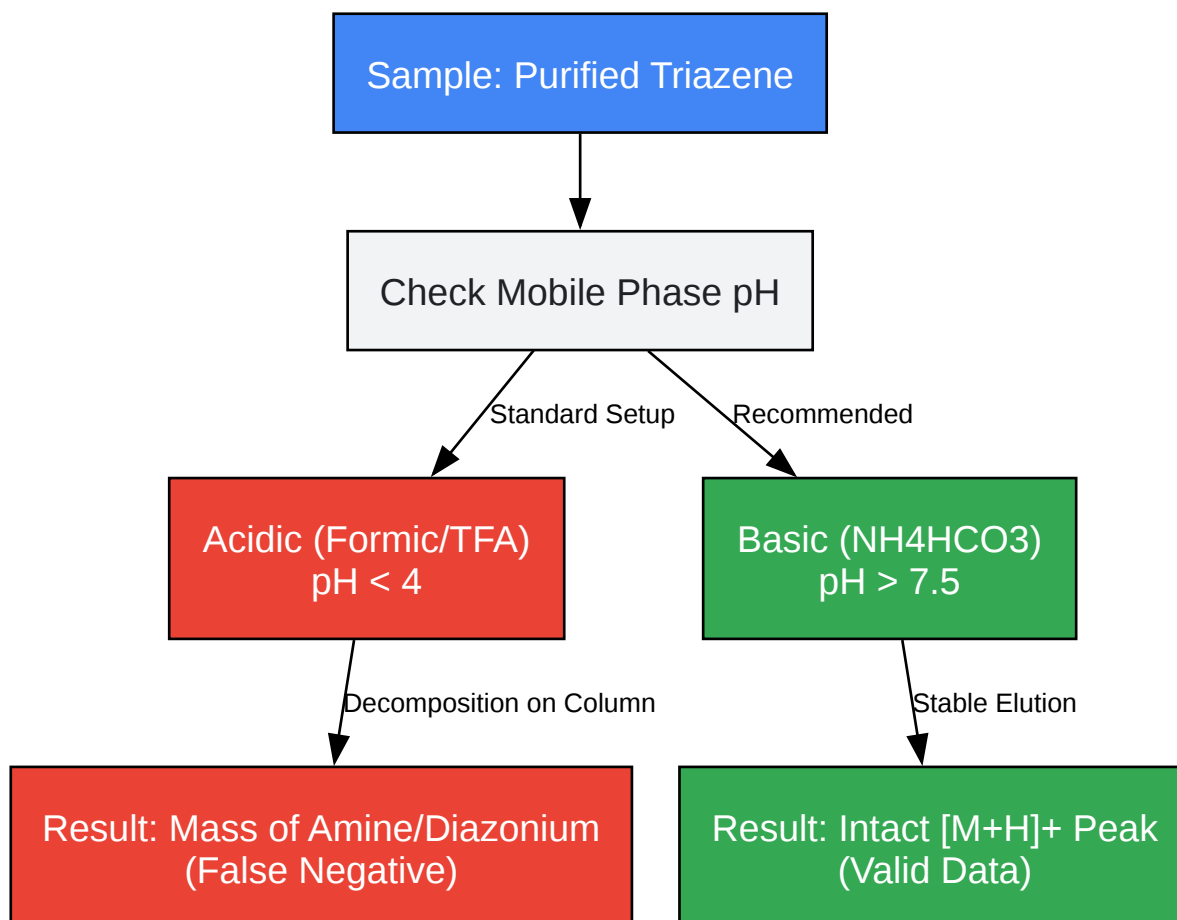 Sample: Purified Triazene
Check Mobile Phase pH
Standard Setup
Recommended
Acidic (Formic/TFA)
pH < 4
Basic (NH4HCO3)
pH > 7.5
Decomposition on Column
Stable Elution
Result: Mass of Amine/Diazonium
(False Negative)
Result: Intact [M+H]+ Peak
(Valid Data)